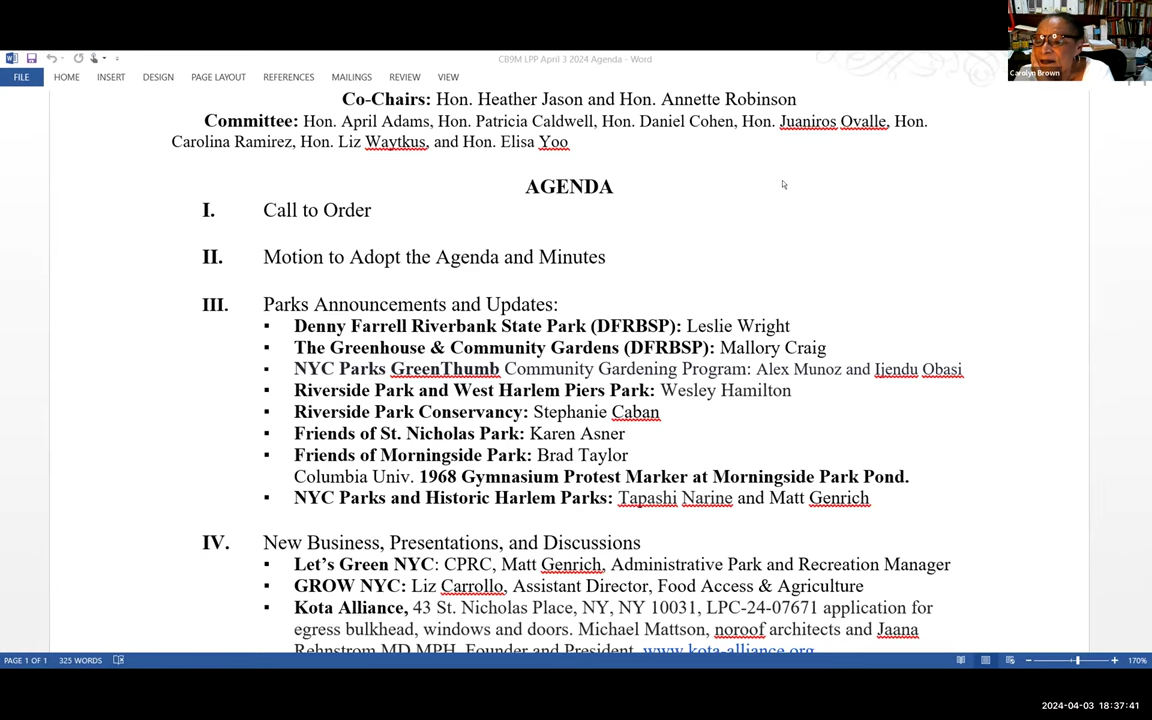 CB9M LPP April 3 2024 Agenda - Word
Carolyn Brown
FILE HOME INSERT DESIGN PAGE LAYOUT REFERENCES MAILINGS REVIEW VIEW
Co-Chairs: Hon. Heather Jason and Hon. Annette Robinson
Committee: Hon. April Adams, Hon. Patricia Caldwell, Hon. Daniel Cohen, Hon. Juaniros Ovalle, Hon.
Carolina Ramirez, Hon. Liz Waytkus, and Hon. Elisa Yoo
AGENDA
I. Call to Order
II. Motion to Adopt the Agenda and Minutes
III. Parks Announcements and Updates:
▪ Denny Farrell Riverbank State Park (DFRBSP): Leslie Wright
▪ The Greenhouse & Community Gardens (DFRBSP): Mallory Craig
▪ NYC Parks GreenThumb Community Gardening Program: Alex Munoz and Ijendu Obasi
▪ Riverside Park and West Harlem Piers Park: Wesley Hamilton
▪ Riverside Park Conservancy: Stephanie Caban
▪ Friends of St. Nicholas Park: Karen Asner
▪ Friends of Morningside Park: Brad Taylor
Columbia Univ. 1968 Gymnasium Protest Marker at Morningside Park Pond.
▪ NYC Parks and Historic Harlem Parks: Tapashi Narine and Matt Genrich
IV. New Business, Presentations, and Discussions
▪ Let's Green NYC: CPRC, Matt Genrich, Administrative Park and Recreation Manager
▪ GROW NYC: Liz Carrollo, Assistant Director, Food Access & Agriculture
▪ Kota Alliance, 43 St. Nicholas Place, NY, NY 10031, LPC-24-07671 application for
egress bulkhead, windows and doors. Michael Mattson, noroof architects and Jaana
Rehnstrom MD MPH, Founder and President, www.kota-alliance.org
PAGE 1 OF 1 325 WORDS 170%
2024-04-03 18:37:41